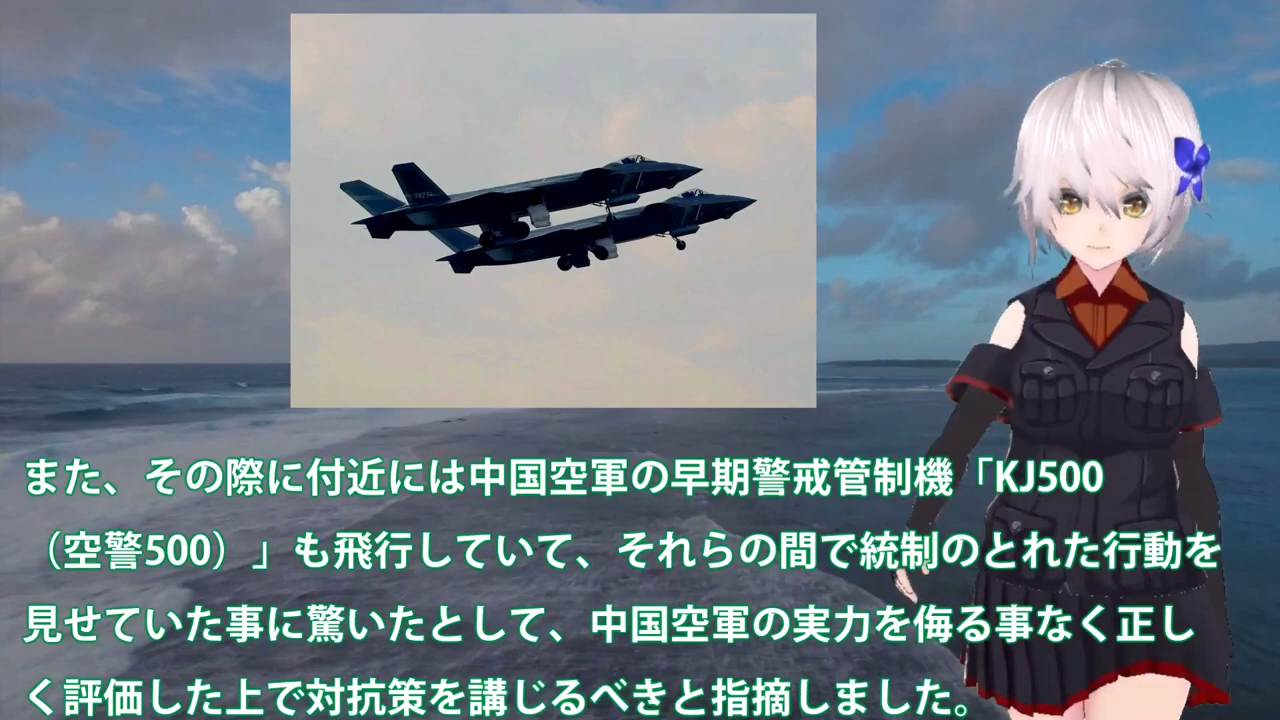 また、その際に付近には中国空軍の早期警戒管制機「KJ500
（空警500）」も飛行していて、それらの間で統制のとれた行動を
見せていた事に驚いたとして、中国空軍の実力を侮る事なく正し
く評価した上で対抗策を講じるべきと指摘しました。